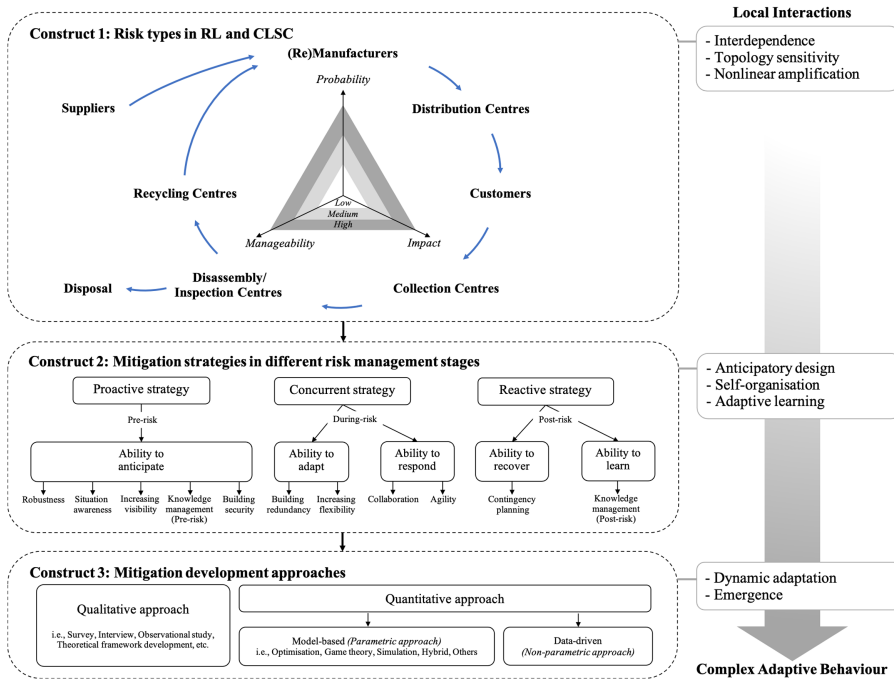 Local Interactions
Construct 1: Risk types in RL and CLSC
(Re)Manufacturers
Probability
Suppliers
Distribution Centres
Recycling Centres
Customers
Low
Medium
High
Manageability
Impact
Disassembly/
Inspection Centres
Disposal
Collection Centres
- Interdependence
- Topology sensitivity
- Nonlinear amplification
Construct 2: Mitigation strategies in different risk management stages
Proactive strategy
Concurrent strategy
Reactive strategy
Pre-risk
During-risk
Post-risk
Ability to
anticipate
Ability to
adapt
Ability to
respond
Ability to
recover
Ability to
learn
Robustness
Situation
awareness
Increasing
visibility
Knowledge
management
(Pre-risk)
Building
security
Building
redundancy
Increasing
flexibility
Collaboration
Agility
Contingency
planning
Knowledge
management
(Post-risk)
- Anticipatory design
- Self-organisation
- Adaptive learning
Construct 3: Mitigation development approaches
Qualitative approach
i.e., Survey, Interview, Observational study,
Theoretical framework development, etc.
Quantitative approach
Model-based (Parametric approach)
i.e., Optimisation, Game theory, Simulation, Hybrid, Others
Data-driven
(Non-parametric approach)
- Dynamic adaptation
- Emergence
Complex Adaptive Behaviour